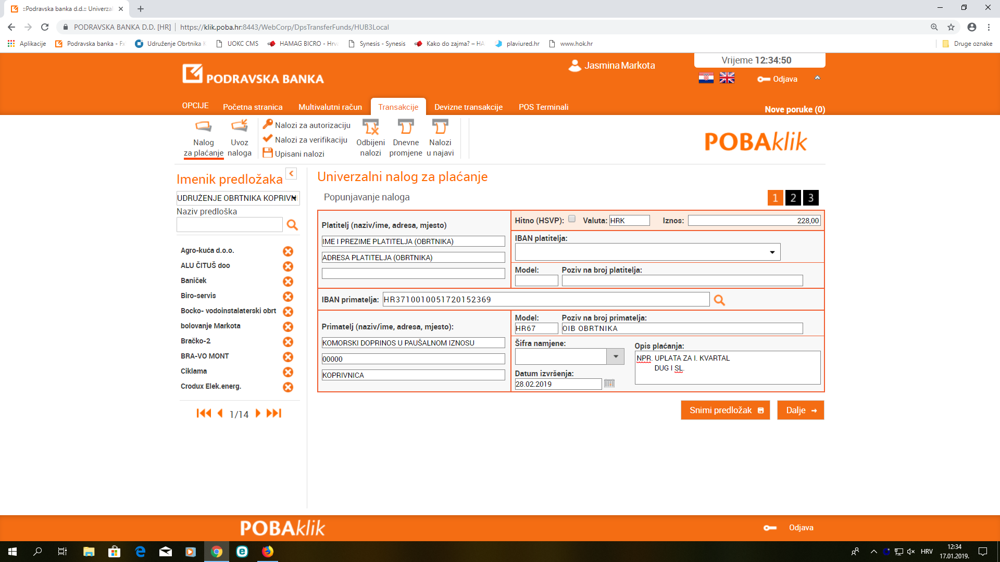 ::Podravska banka d.d.:: Univerza
PODRAVSKA BANKA D.D. [HR]
https://klik.poba.hr:8443/WebCorp/DpsTransferFunds/HUB3Local
Aplikacije
Podravska banka - Fx
Udruženje Obrtnika K
UOKC CMS
HAMAG BICRO - Hrva
Synesis - Synesis
Kako do zajma? – HA
plaviured.hr
www.hok.hr
Druge oznake
PODRAVSKA BANKA
Jasmina Markota
Vrijeme 12:34:50
Odjava
OPCIJE
Početna stranica
Multivalutni račun
Transakcije
Devizne transakcije
POS Terminali
Nove poruke (0)
Nalog
za plaćanje
Uvoz
naloga
Nalozi za autorizaciju
Nalozi za verifikaciju
Upisani nalozi
Odbijeni
nalozi
Dnevne
promjene
Nalozi
u najavi
POBAklik
Imenik predložaka
UDRUŽENJE OBRTNIKA KOPRIVN
Naziv predloška
Agro-kuća d.o.o.
ALU ČITUŠ doo
Baniček
Biro-servis
Bocko- vodoinstalaterski obrt
bolovanje Markota
Bračko-2
BRA-VO MONT
Ciklama
Crodux Elek.energ.
1/14
Univerzalni nalog za plaćanje
Popunjavanje naloga
1 2 3
Platitelj (naziv/ime, adresa, mjesto)
IME I PREZIME PLATITELJA (OBRTNIKA)
ADRESA PLATITELJA (OBRTNIKA)
Hitno (HSVP):
Valuta: HRK
Iznos: 228,00
IBAN platitelja:
Model:
Poziv na broj platitelja:
IBAN primatelja: HR3710010051720152369
Primatelj (naziv/ime, adresa, mjesto):
KOMORSKI DOPRINOS U PAUŠALNOM IZNOSU
00000
KOPRIVNICA
Model:
Poziv na broj primatelja:
HR67
OIB OBRTNIKA
Šifra namjene:
Opis plaćanja:
NPR. UPLATA ZA I. KVARTAL
DUG I SL.
Datum izvršenja:
28.02.2019
Snimi predložak
Dalje
POBAklik
Odjava
HRV
12:34
17.01.2019.